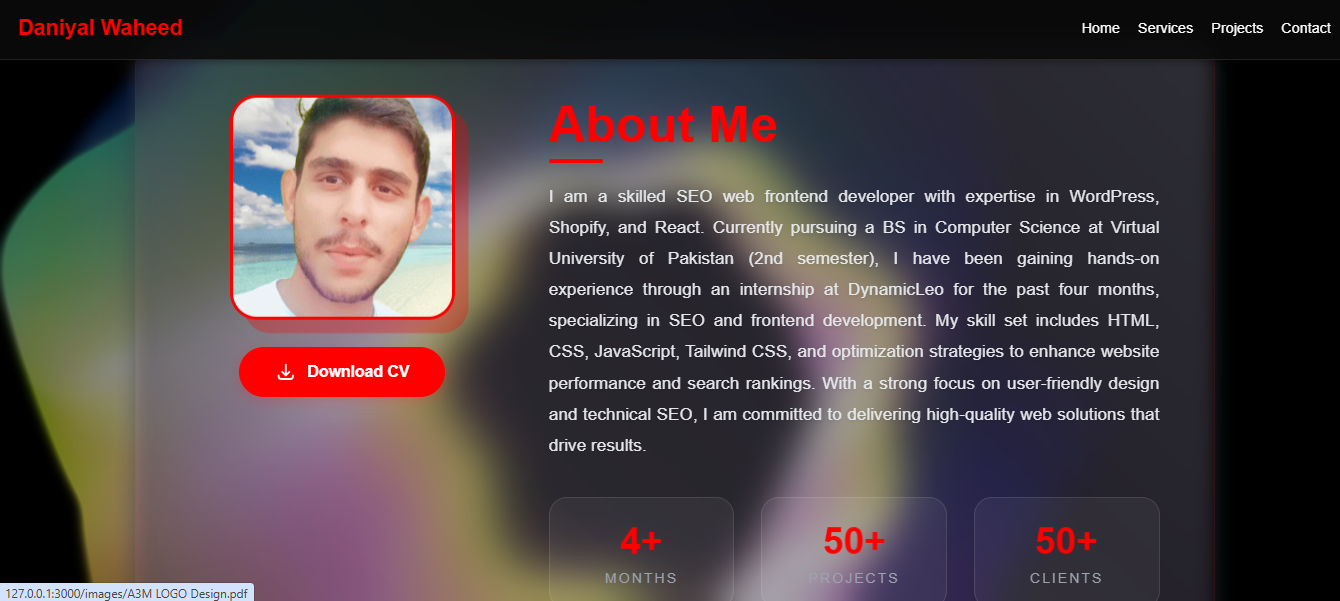 Daniyal Waheed
Home Services Projects Contact
About Me
I am a skilled SEO web frontend developer with expertise in WordPress,
Shopify, and React. Currently pursuing a BS in Computer Science at Virtual
University of Pakistan (2nd semester), I have been gaining hands-on
experience through an internship at DynamicLeo for the past four months,
specializing in SEO and frontend development. My skill set includes HTML,
CSS, JavaScript, Tailwind CSS, and optimization strategies to enhance website
performance and search rankings. With a strong focus on user-friendly design
and technical SEO, I am committed to delivering high-quality web solutions that
drive results.
Download CV
4+
MONTHS
50+
PROJECTS
50+
CLIENTS
127.0.0.1:3000/images/A3M LOGO Design.pdf